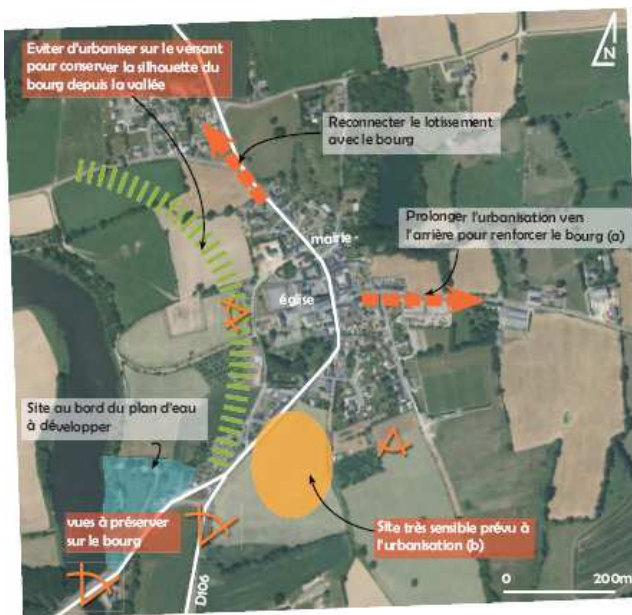 Eviter d'urbaniser sur le versant
pour conserver la silhouette du
bourg depuis la vallée
N
Reconnecter le lotissement
avec le bourg
Prolonger l'urbanisation vers
l'arrière pour renforcer le bourg (a)
mairie
église
Site au bord du plan d'eau
à développer
vues à préserver
sur le bourg
Site très sensible prévu à
l'urbanisation (b)
D106
0 200m